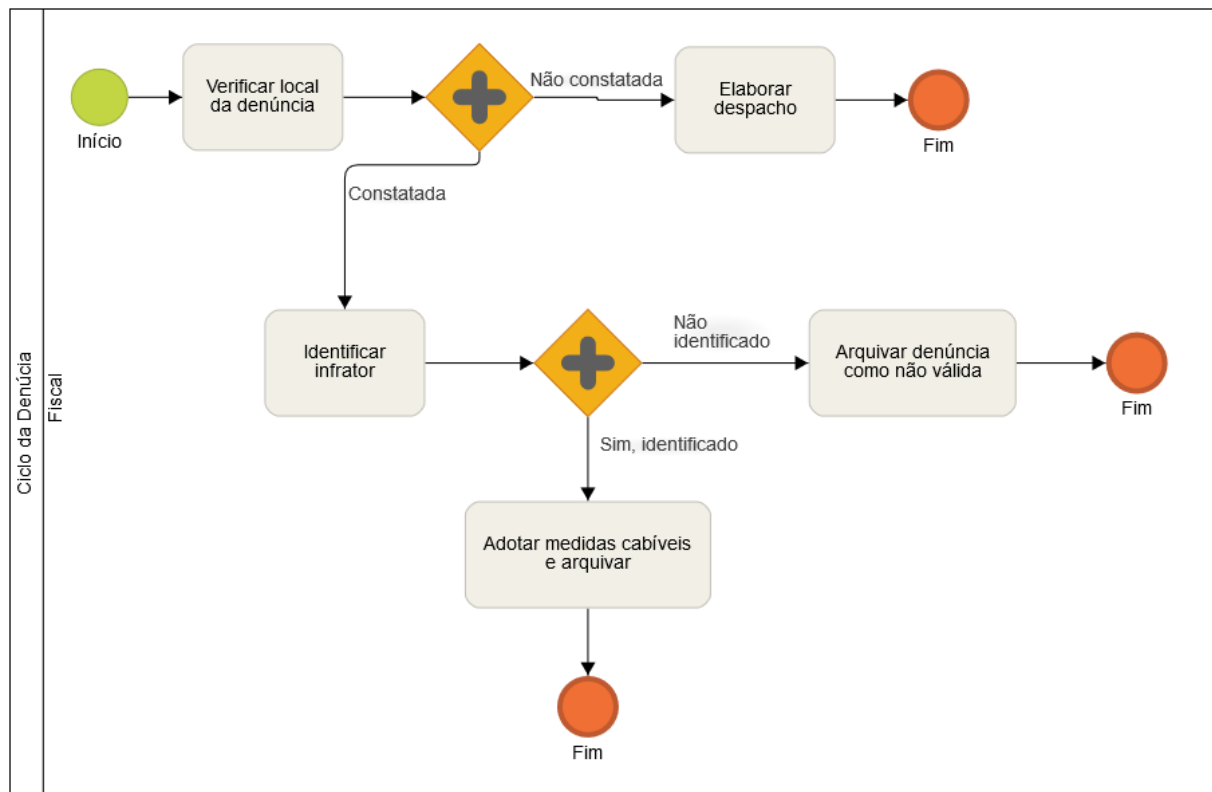 Ciclo da Denúcia
Fiscal
Início
Verificar local
da denúncia
Não constatada
Elaborar
despacho
Fim
Constatada
Identificar
infrator
Não
identificado
Arquivar denúncia
como não válida
Fim
Sim, identificado
Adotar medidas cabíveis
e arquivar
Fim